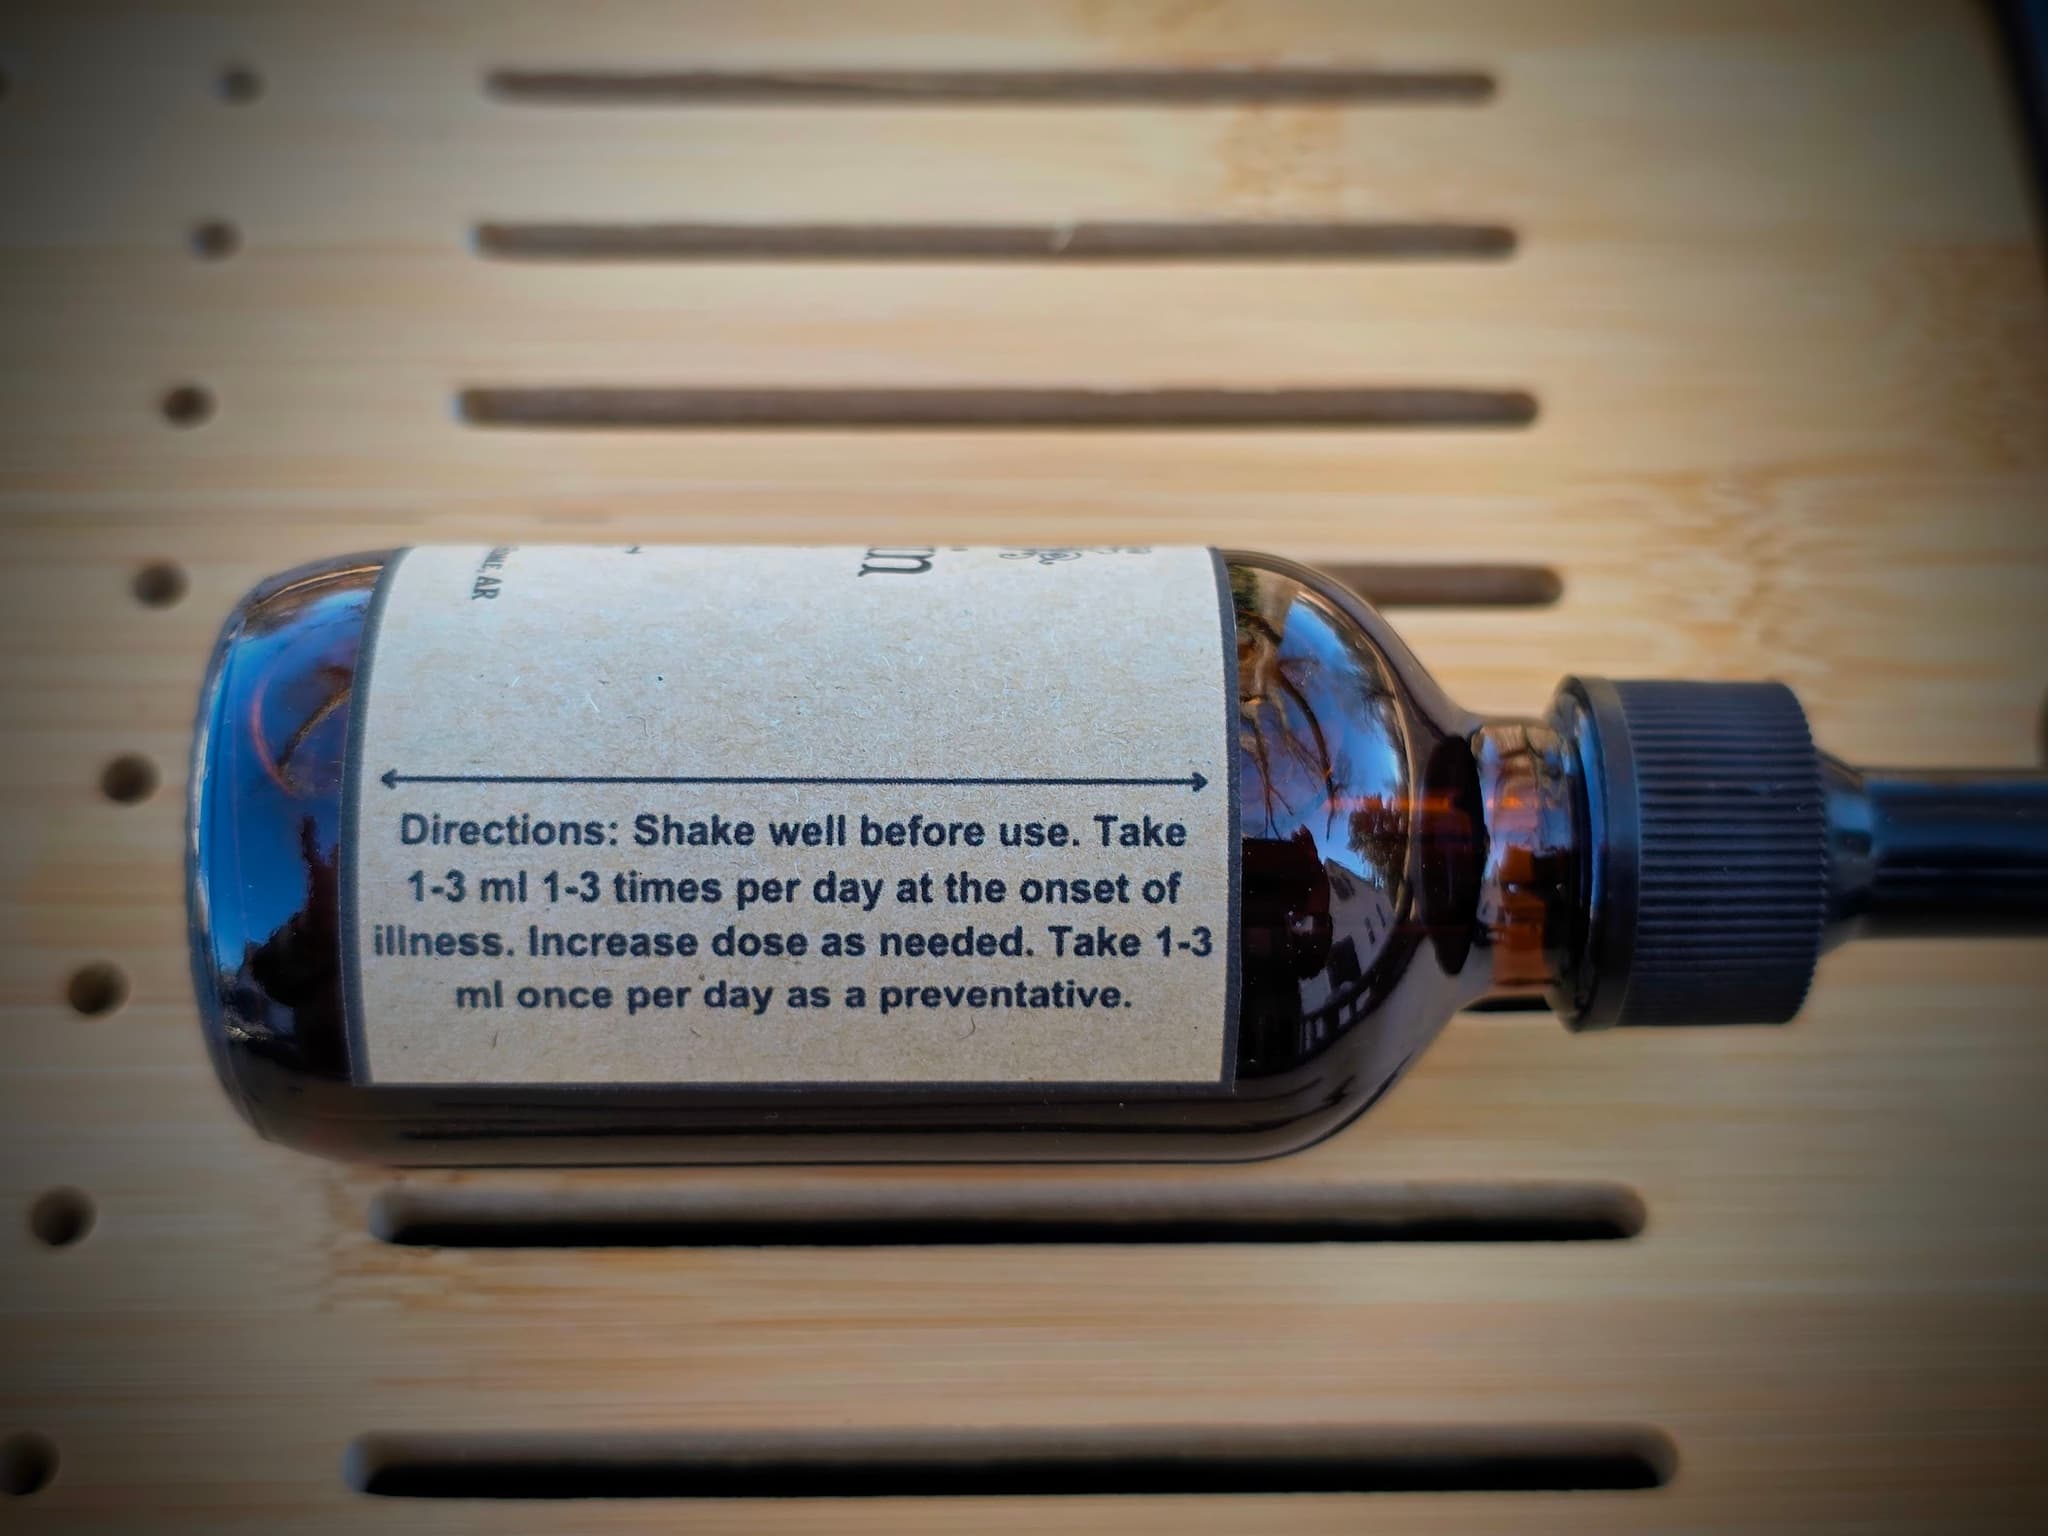 Directions: Shake well before use. Take
1-3 ml 1-3 times per day at the onset of
illness. Increase dose as needed. Take 1-3
ml once per day as a preventative.
AR